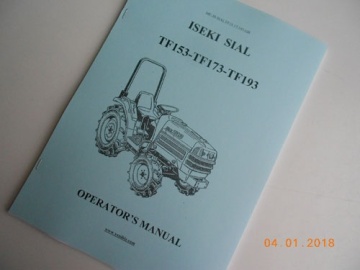 ISEKI SIAL
TF153-TF173-TF193
OPERATOR'S MANUAL
04.01.2018